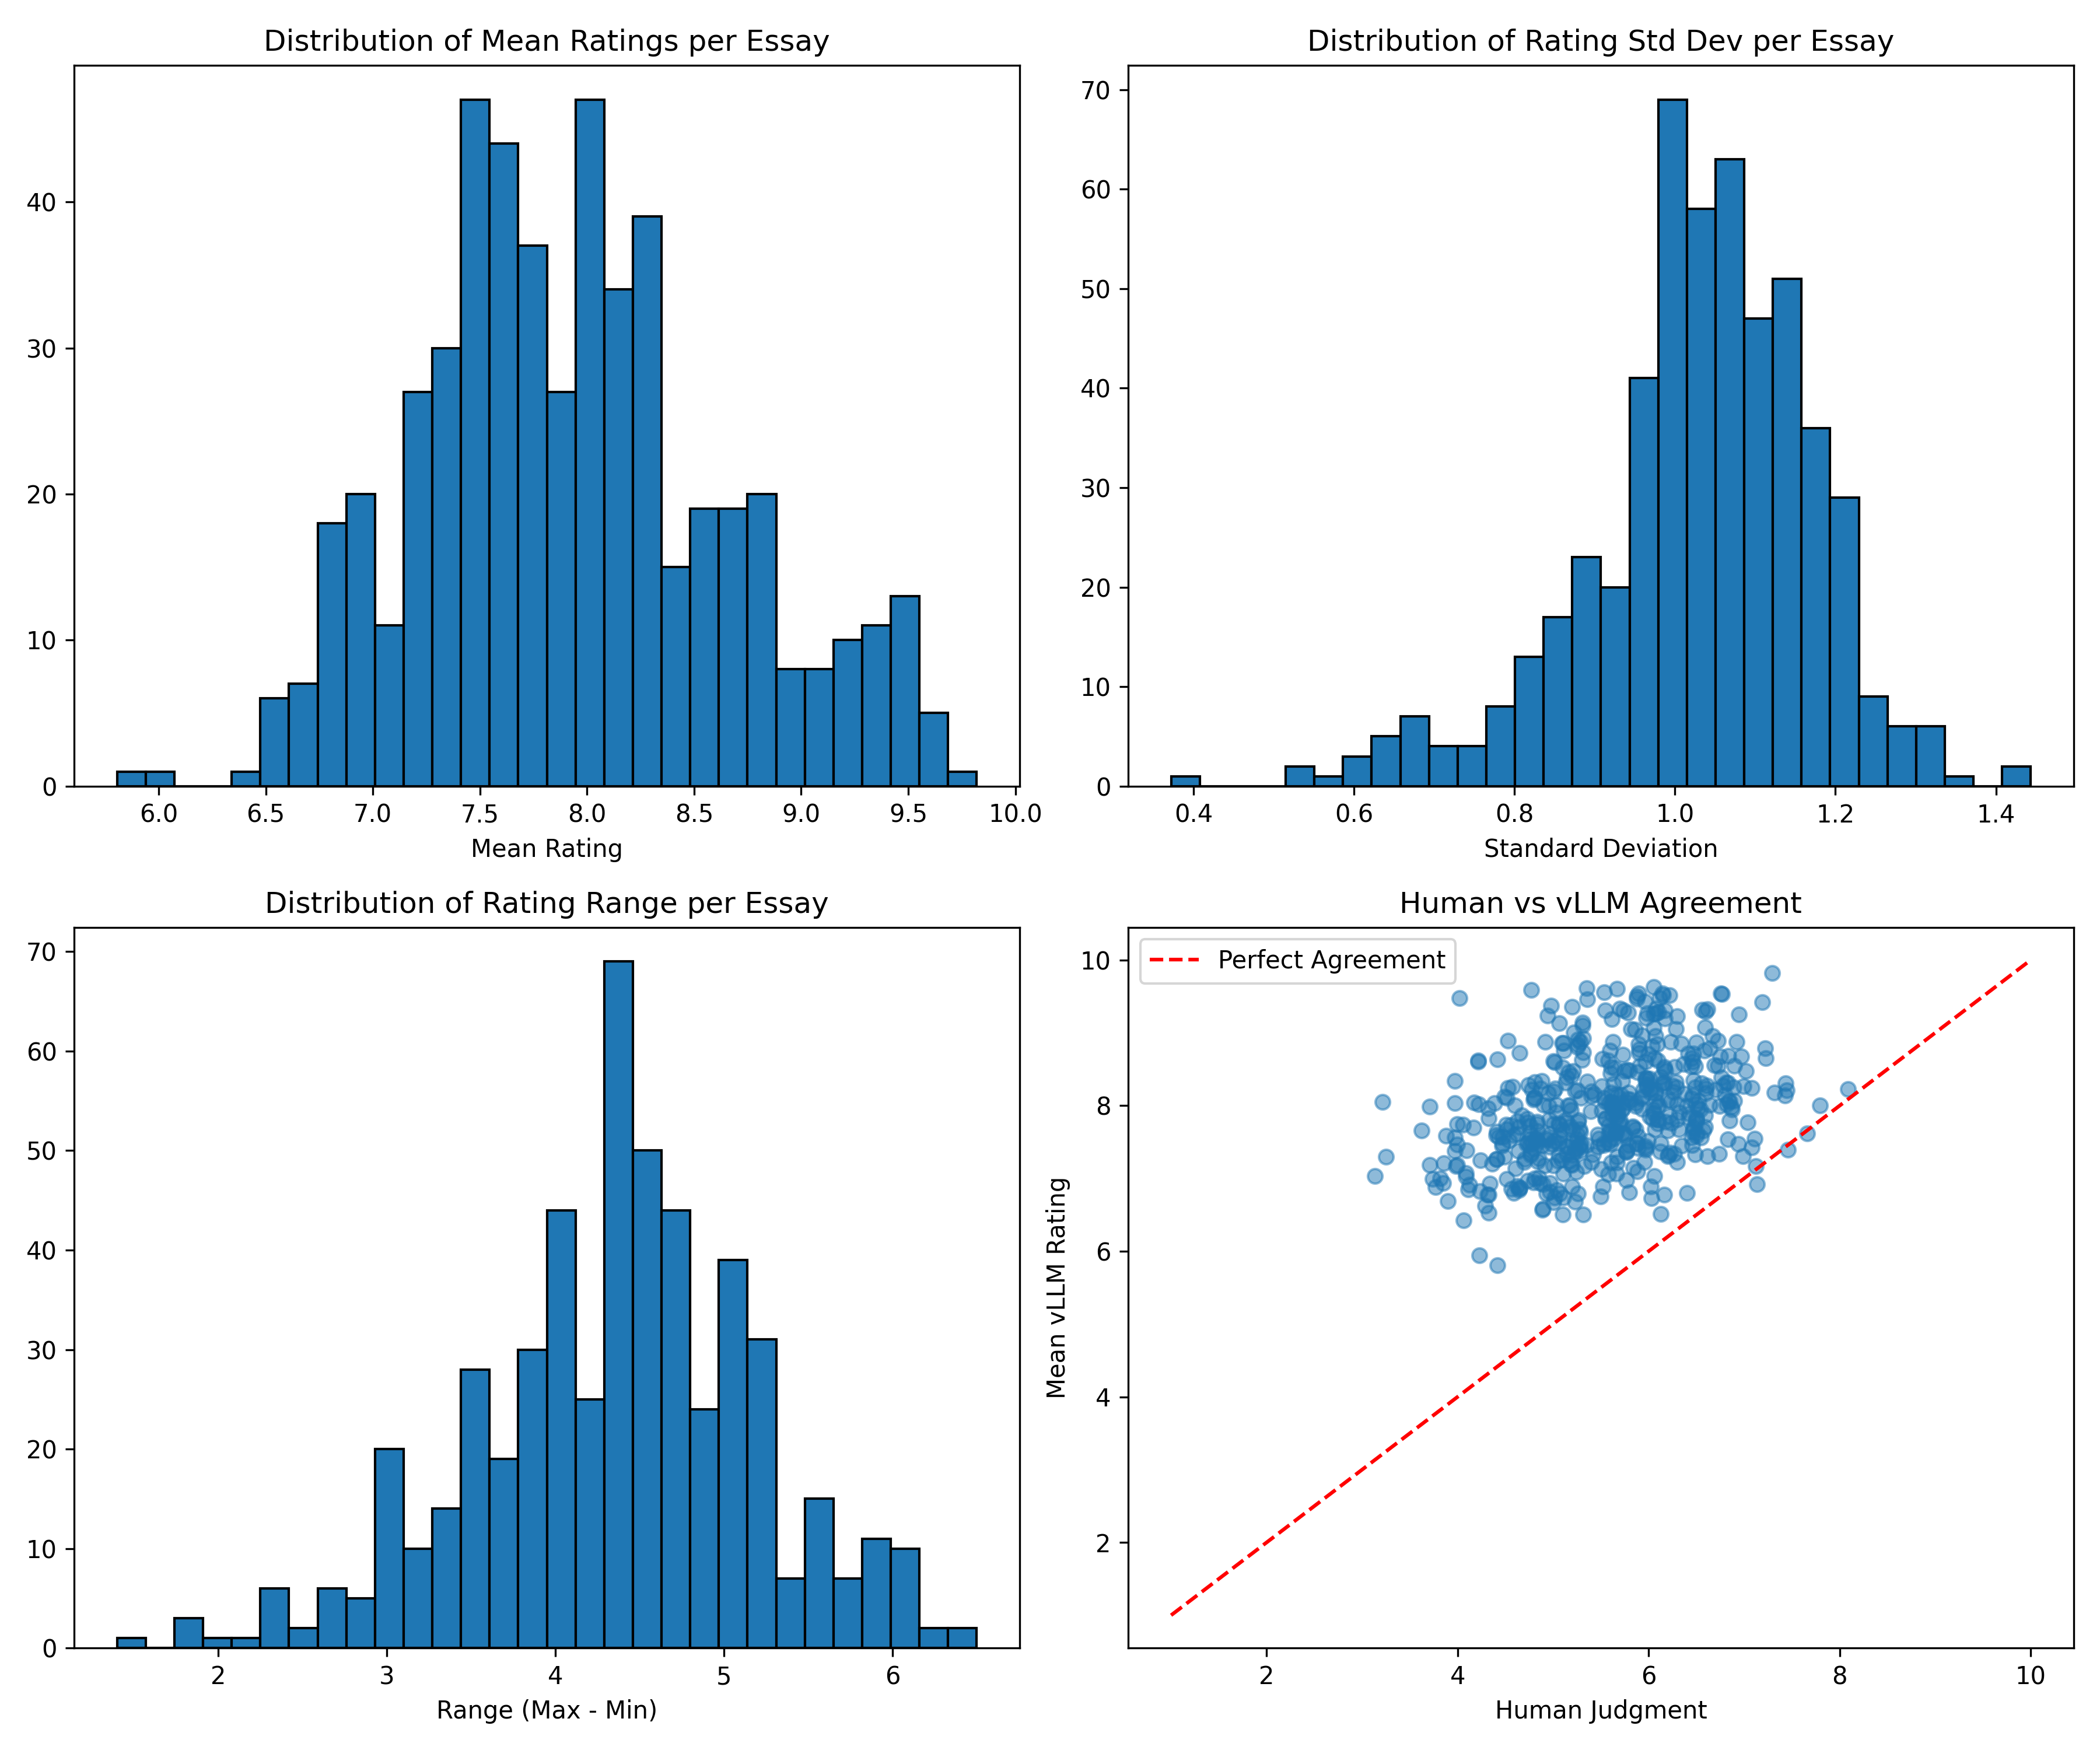 Distribution of Mean Ratings per Essay
40
30
20
10
0
6.0 6.5 7.0 7.5 8.0 8.5 9.0 9.5 10.0
Mean Rating
Distribution of Rating Std Dev per Essay
70
60
50
40
30
20
10
0
0.4 0.6 0.8 1.0 1.2 1.4
Standard Deviation
Distribution of Rating Range per Essay
70
60
50
40
30
20
10
0
2 3 4 5 6
Range (Max - Min)
Human vs vLLM Agreement
Perfect Agreement
Mean vLLM Rating
10
8
6
4
2
2 4 6 8 10
Human Judgment